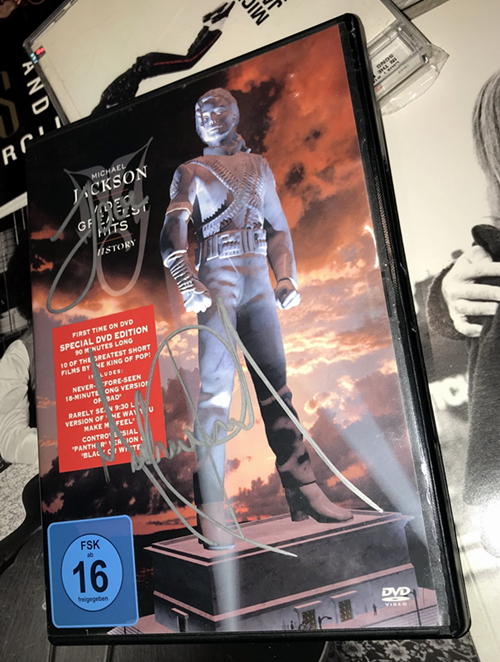 MICHAEL
JACKSON
VIDEO
GREATEST
HITS
HISTORY
FIRST TIME ON DVD
SPECIAL DVD EDITION
90 MINUTES LONG
10 OF THE GREATEST SHORT
FILMS BY THE KING OF POP!
INCLUDES:
NEVER-BEFORE-SEEN
18-MINUTE LONG VERSION
OF "BAD"
RARELY SEEN 9:30 L
VERSION OF "THE WAY YOU
MAKE ME FEEL"
CONTROVERSIAL
"PANTHER" VERSION
"BLACK OR WHITE"
FSK
ab
16
freigegeben
DVD
VIDEO